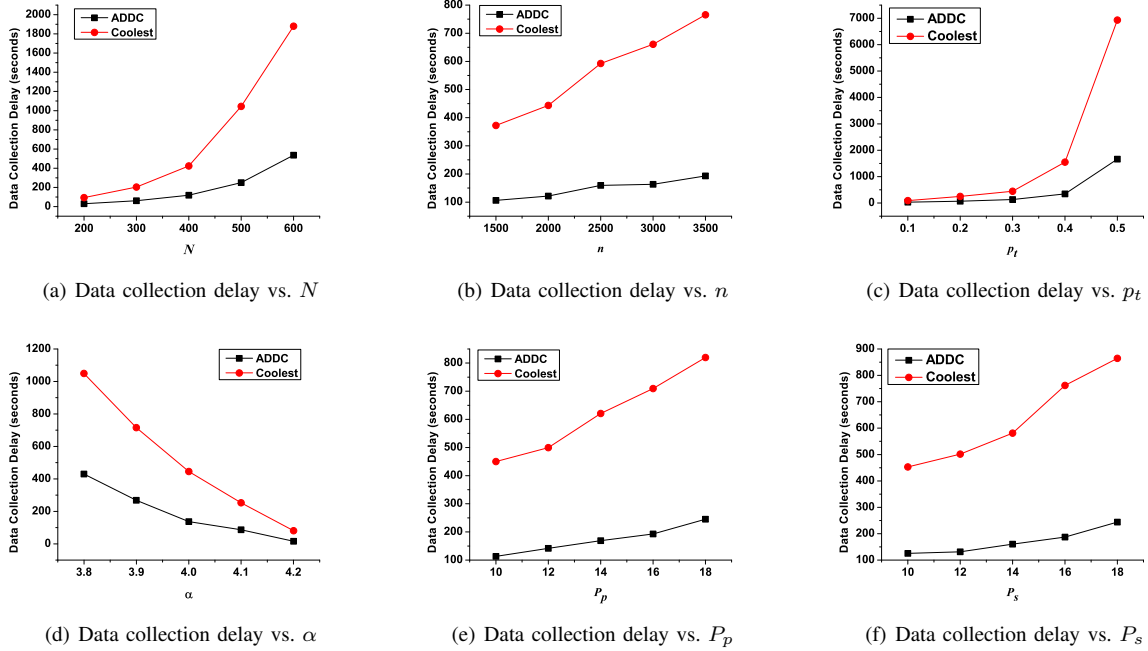 ADDC
Coolest
Data Collection Delay (seconds)
2000
1800
1600
1400
1200
1000
800
600
400
200
0
200 300 400 500 600
N
(a) Data collection delay vs. N
ADDC
Coolest
Data Collection Delay (seconds)
800
700
600
500
400
300
200
100
1500 2000 2500 3000 3500
n
(b) Data collection delay vs. n
ADDC
Coolest
Data Collection Delay (seconds)
7000
6000
5000
4000
3000
2000
1000
0
0.1 0.2 0.3 0.4 0.5
p_t
(c) Data collection delay vs. p_t
ADDC
Coolest
Data Collection Delay (seconds)
1200
1000
800
600
400
200
0
3.8 3.9 4.0 4.1 4.2
α
(d) Data collection delay vs. α
ADDC
Coolest
Data Collection Delay (seconds)
800
700
600
500
400
300
200
100
10 12 14 16 18
P_p
(e) Data collection delay vs. P_p
ADDC
Coolest
Data Collection Delay (seconds)
900
800
700
600
500
400
300
200
100
10 12 14 16 18
P_s
(f) Data collection delay vs. P_s